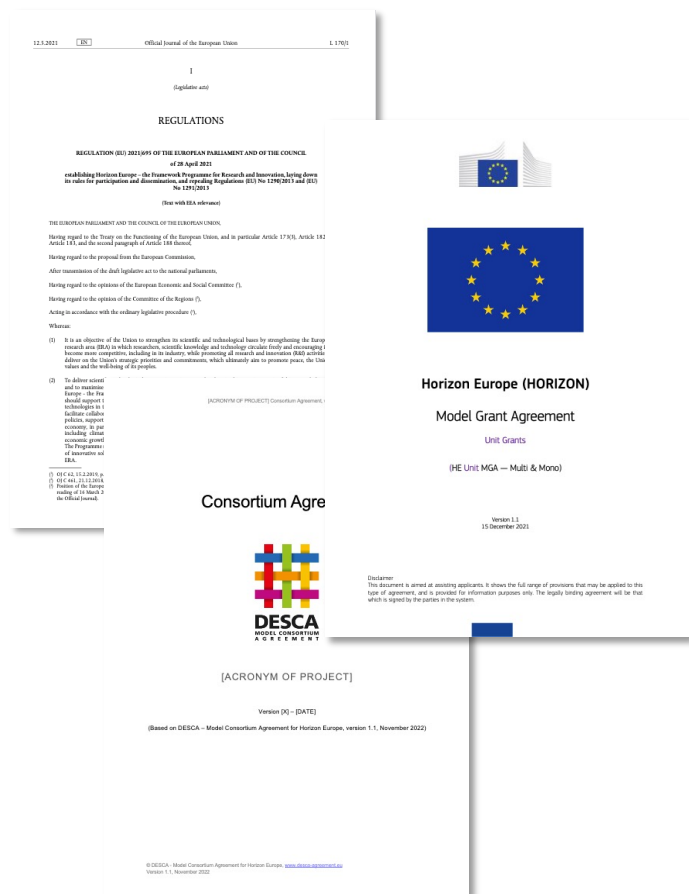 12.5.2021
EN
Official Journal of the European Union
L 170/1
I
(Legislative acts)
REGULATIONS
REGULATION (EU) 2021/695 OF THE EUROPEAN PARLIAMENT AND OF THE COUNCIL
of 28 April 2021
establishing Horizon Europe – the Framework Programme for Research and Innovation, laying down
its rules for participation and dissemination, and repealing Regulations (EU) No 1290/2013 and (EU)
No 1291/2013
(Text with EEA relevance)
THE EUROPEAN PARLIAMENT AND THE COUNCIL OF THE EUROPEAN UNION,
Having regard to the Treaty on the Functioning of the European Union, and in particular Article 173(3), Article 182
Article 183, and the second paragraph of Article 188 thereof,
Having regard to the proposal from the European Commission,
After transmission of the draft legislative act to the national parliaments,
Having regard to the opinions of the European Economic and Social Committee (¹),
Having regard to the opinion of the Committee of the Regions (²),
Acting in accordance with the ordinary legislative procedure (³),
Whereas:
(1) It is an objective of the Union to strengthen its scientific and technological bases by strengthening the
research area (ERA) in which researchers, scientific knowledge and technology circulate freely and encouraging
become more competitive, including in its industry, while promoting all research and innovation (R&I)
deliver on the Union's strategic priorities and commitments, which ultimately aim to promote peace, the
values and the well-being of its peoples.
(2) To deliver
and to maximise
Europe – the
should support
technologies in
facilitate
policies, support
economy, in
including
economic
The Programme
of innovative
ERA.
(¹) OJ C 62, 15.2.2019, p.
(²) OJ C 461, 21.12.2018,
(³) Position of the
reading of 16 March
the Official Journal)
[ACRONYM OF PROJECT] Consortium Agreement,
Consortium Agre
DESCA
MODEL CONSORTIUM
AGREEMENT
[ACRONYM OF PROJECT]
Version [X] – [DATE]
(Based on DESCA – Model Consortium Agreement for Horizon Europe, version 1.1, November 2022)
© DESCA - Model Consortium Agreement for Horizon Europe, www.desca-agreement.eu
Version 1.1, November 2022
Horizon Europe (HORIZON)
Model Grant Agreement
Unit Grants
(HE Unit MGA — Multi & Mono)
Version 1.1
15 December 2021
Disclaimer
This document is aimed at assisting applicants. It shows the full range of provisions that may be applied to this
type of agreement, and is provided for information purposes only. The legally binding agreement will be that
which is signed by the parties in the system.